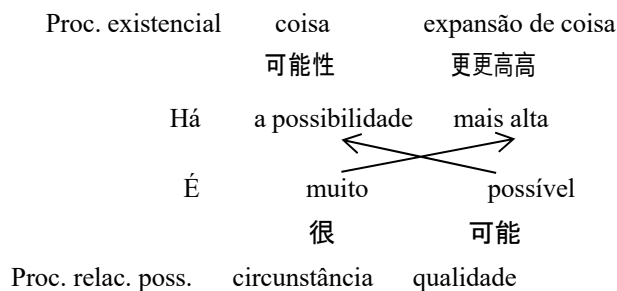 Proc. existencial coisa expansão de coisa
可能性 更更高高
Há a possibilidade mais alta
É muito possível
很 可能
Proc. relac. poss. circunstância qualidade